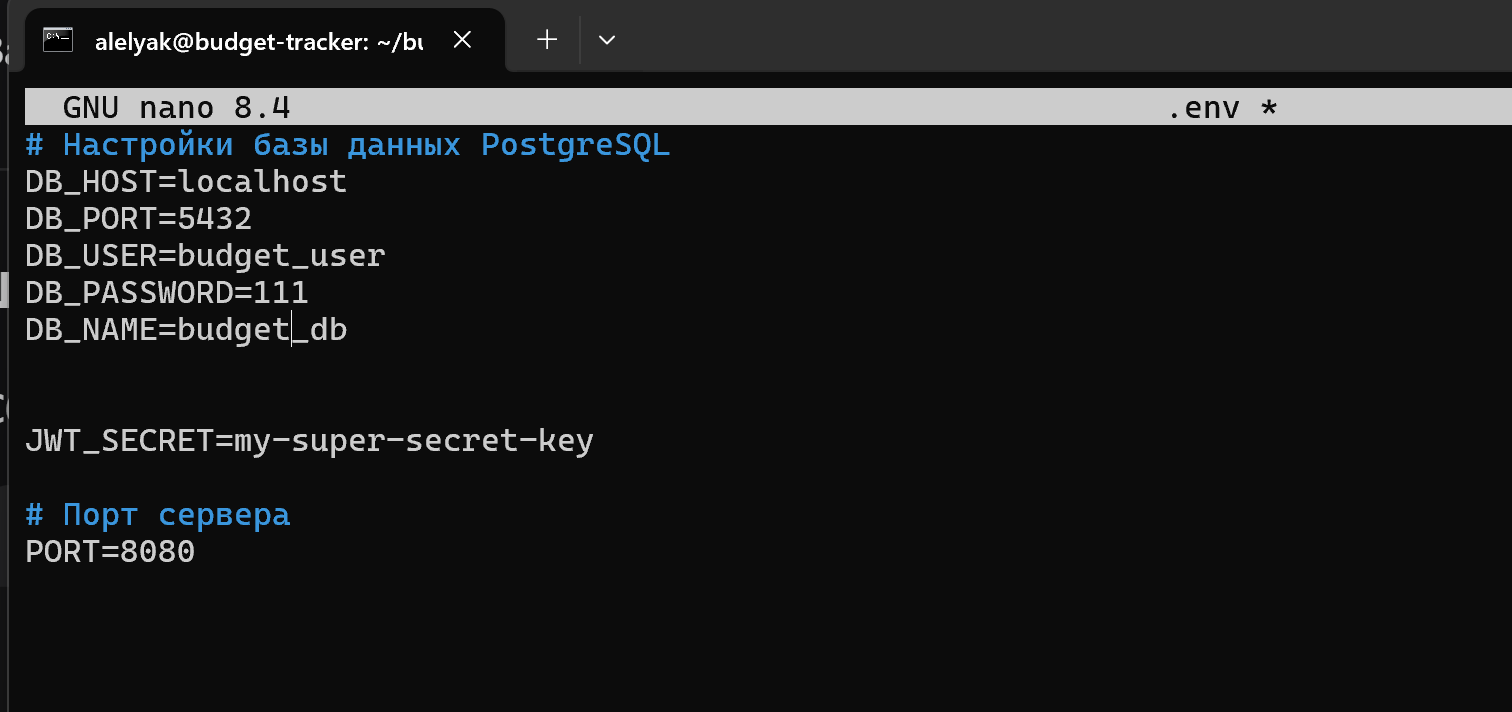 alelyak@budget-tracker: ~/bu
GNU nano 8.4 .env *
# Настройки базы данных PostgreSQL
DB_HOST=localhost
DB_PORT=5432
DB_USER=budget_user
DB_PASSWORD=111
DB_NAME=budget_db
JWT_SECRET=my-super-secret-key
# Порт сервера
PORT=8080